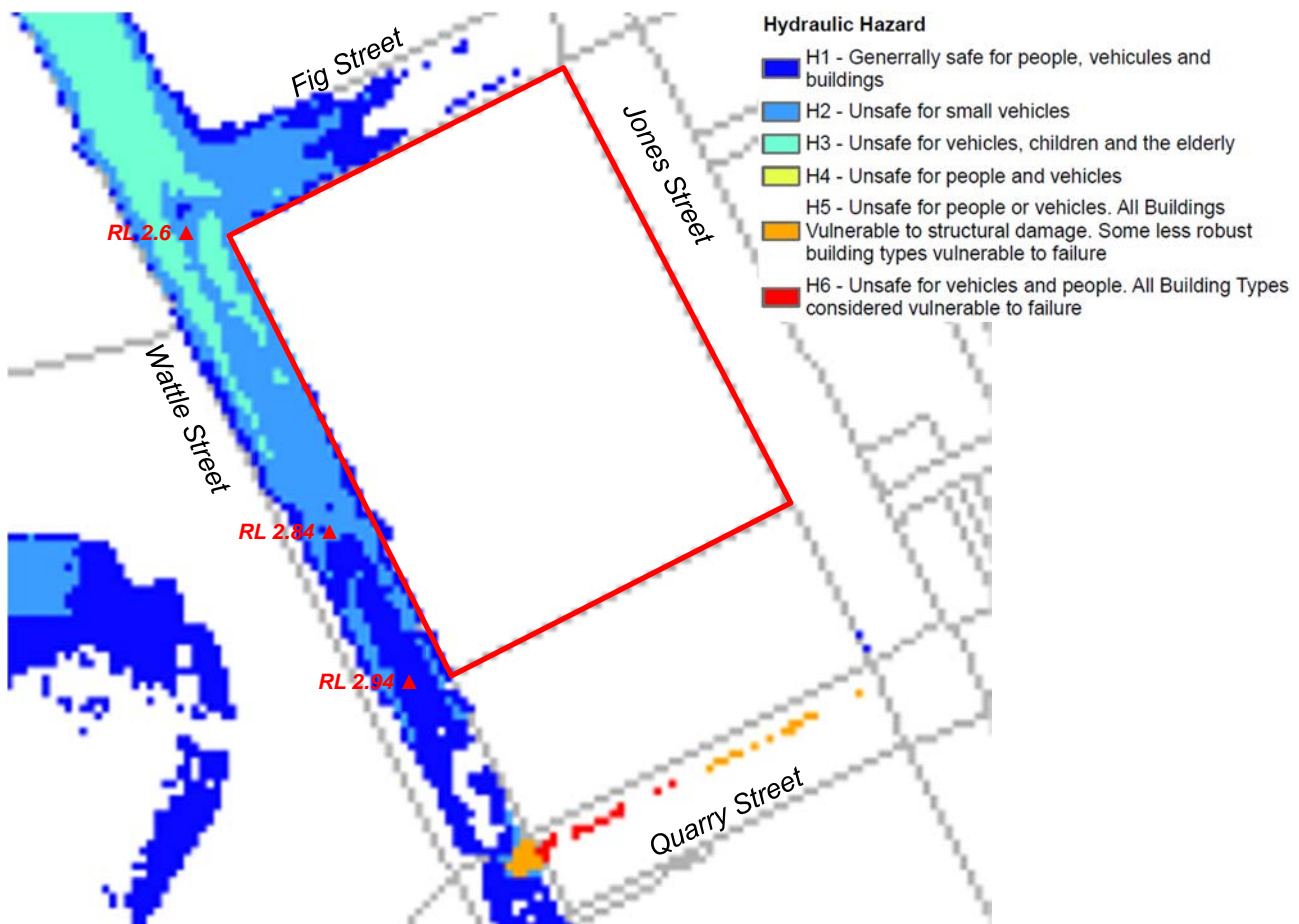 Fig Street
Jones Street
RL 2.6
Wattle Street
RL 2.84
RL 2.94
Quarry Street
Hydraulic Hazard
H1 - Generrally safe for people, vehicules and
buildings
H2 - Unsafe for small vehicles
H3 - Unsafe for vehicles, children and the elderly
H4 - Unsafe for people and vehicles
H5 - Unsafe for people or vehicles. All Buildings
Vulnerable to structural damage. Some less robust
building types vulnerable to failure
H6 - Unsafe for vehicles and people. All Building Types
considered vulnerable to failure